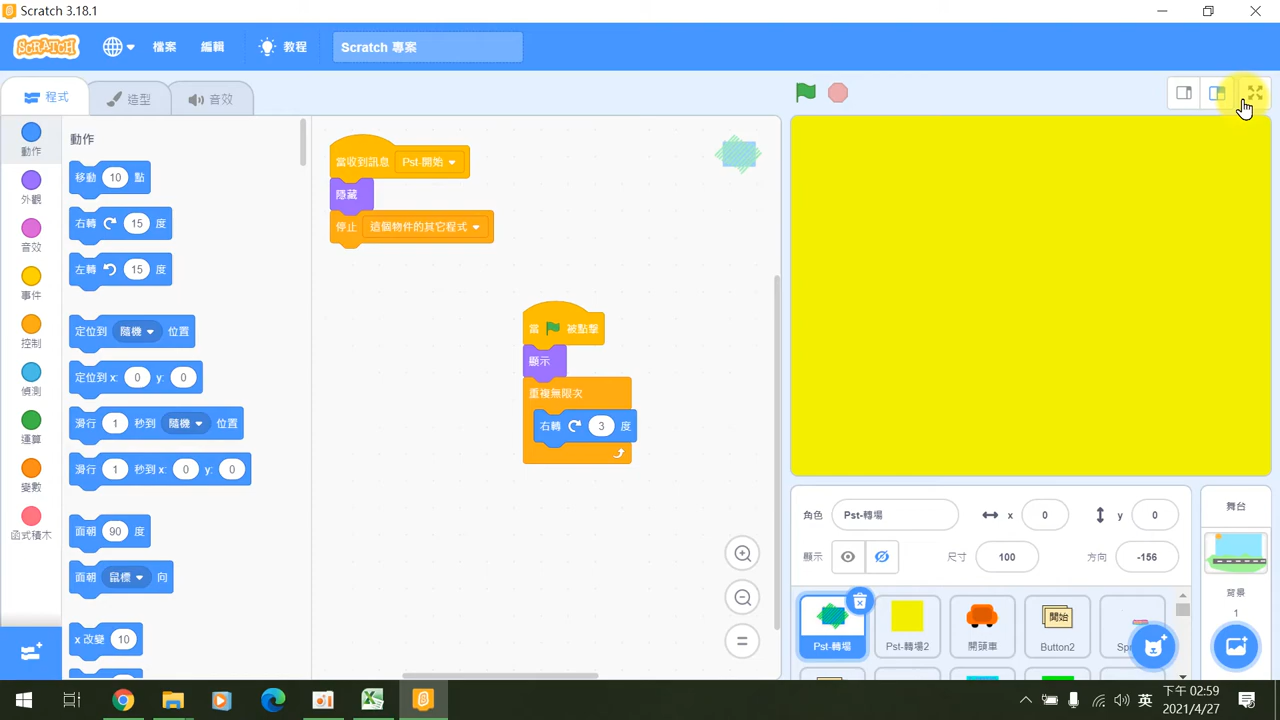 Scratch 3.18.1
SCRATCH
檔案
編輯
教程
Scratch 專案
程式
造型
音效
動作
外觀
音效
事件
控制
偵測
運算
變數
函式積木
動作
移動 10 點
右轉 15 度
左轉 15 度
定位到 隨機 位置
定位到 x: 0 y: 0
滑行 1 秒到 隨機 位置
滑行 1 秒到 x: 0 y: 0
面朝 90 度
面朝 鼠標 向
x 改變 10
當收到訊息 Pst-開始
隱藏
停止 這個物件的其它程式
當 被點擊
顯示
重複無限次
右轉 3 度
角色 Pst-轉場 x 0 y 0
顯示 尺寸 100 方向 -156
Pst-轉場
Pst-轉場2
開頭車
開始
Button2
舞台
背景
1
英
下午 02:59
2021/4/27